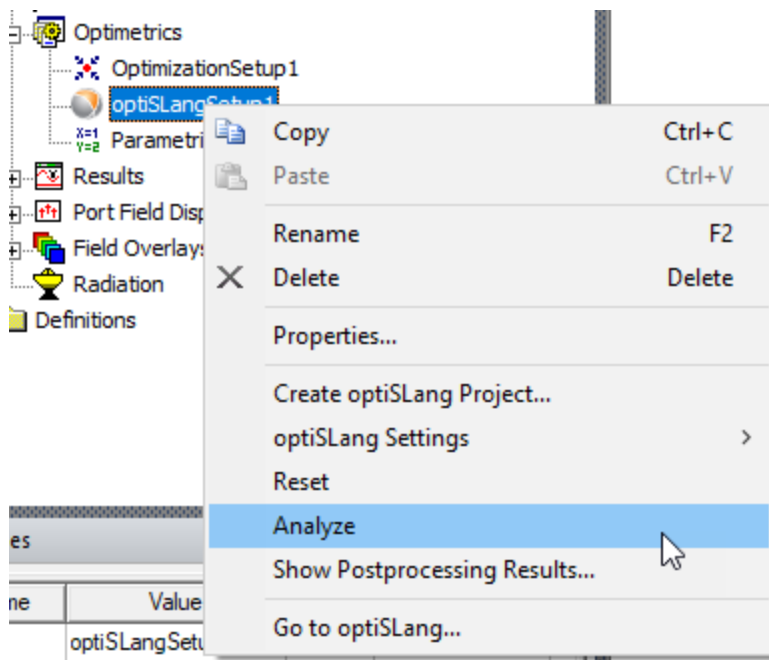 Optimetrics
OptimizationSetup1
optiSLangSetup1
X=1
Y=2
Parametri
Copy Ctrl+C
Results
Paste Ctrl+V
Port Field Disp
Rename F2
Field Overlays
Radiation
Delete Delete
Definitions
Properties...
Create optiSLang Project...
optiSLang Settings
Reset
Analyze
es
Show Postprocessing Results...
me Value
Go to optiSLang...
optiSLangSetu